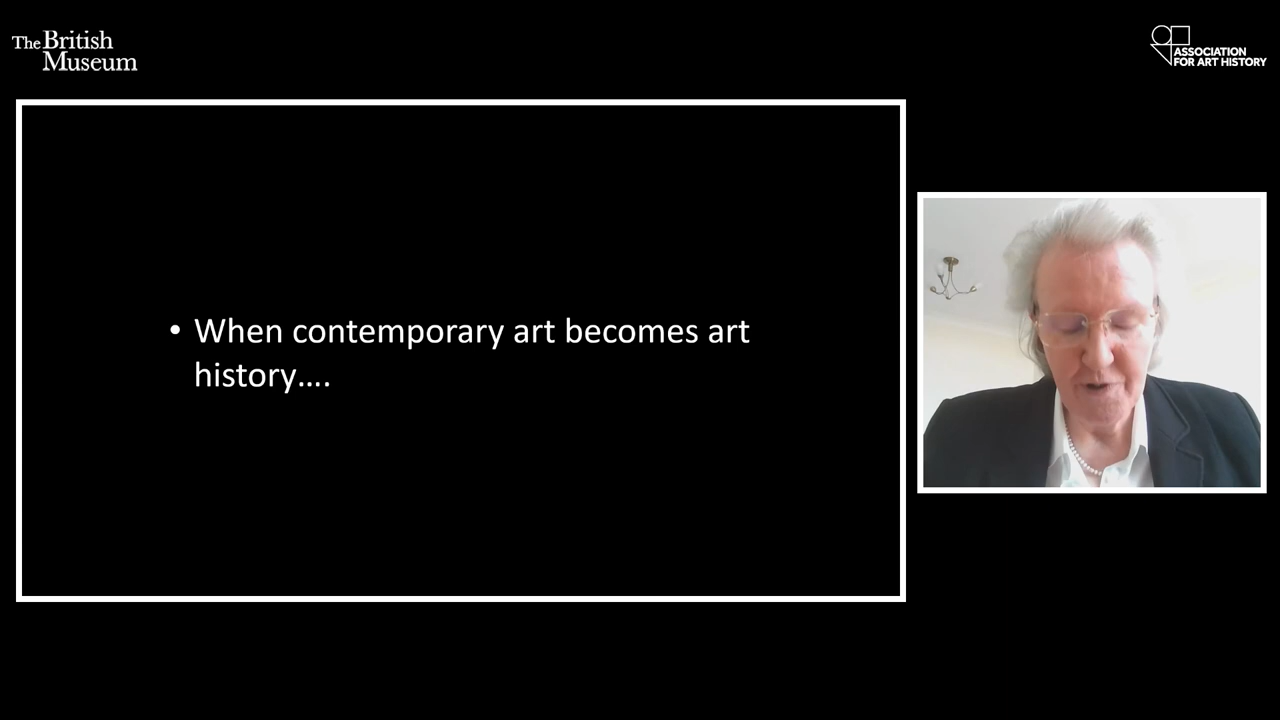 The British
Museum
ASSOCIATION
FOR ART HISTORY
• When contemporary art becomes art
history....